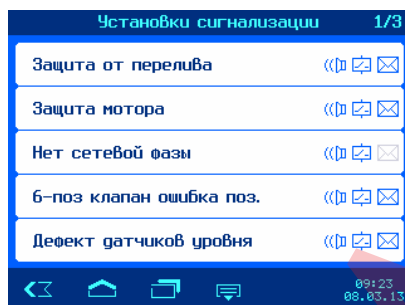 Установки сигнализации 1/3
Защита от перелива
Защита мотора
Нет сетевой фазы
6-поз клапан ошибка поз.
Дефект датчиков уровня
09:23
08.03.13